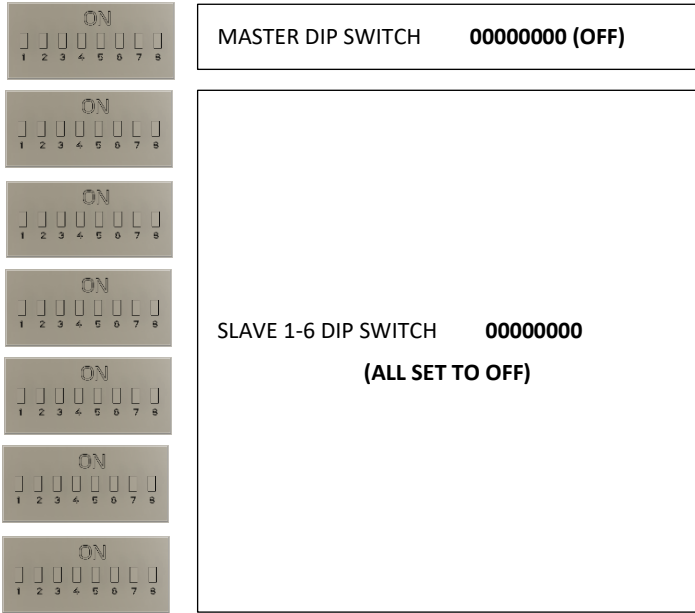 ON
1 2 3 4 5 6 7 8
MASTER DIP SWITCH 00000000 (OFF)
ON
1 2 3 4 5 6 7 8
ON
1 2 3 4 5 6 7 8
ON
1 2 3 4 5 6 7 8
SLAVE 1-6 DIP SWITCH 00000000
(ALL SET TO OFF)
ON
1 2 3 4 5 6 7 8
ON
1 2 3 4 5 6 7 8
ON
1 2 3 4 5 6 7 8